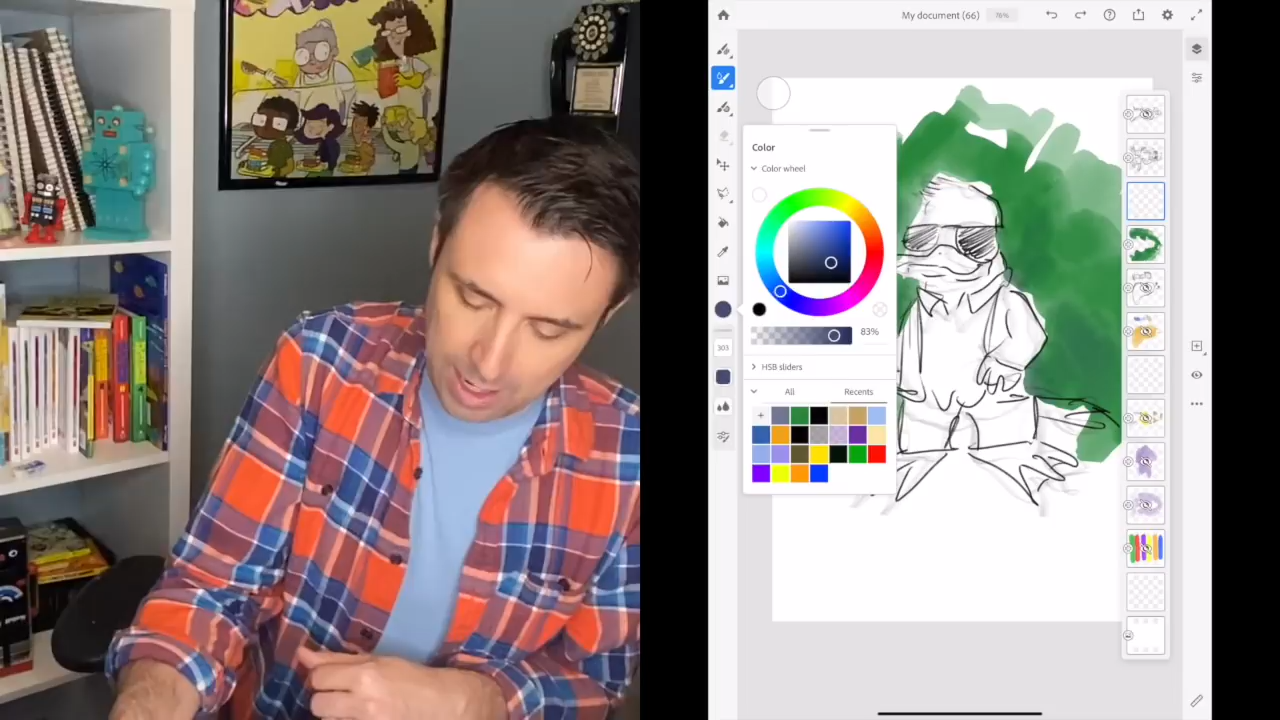 My document (66)
76%
Color
Color wheel
83%
303
HSB sliders
All
Recents